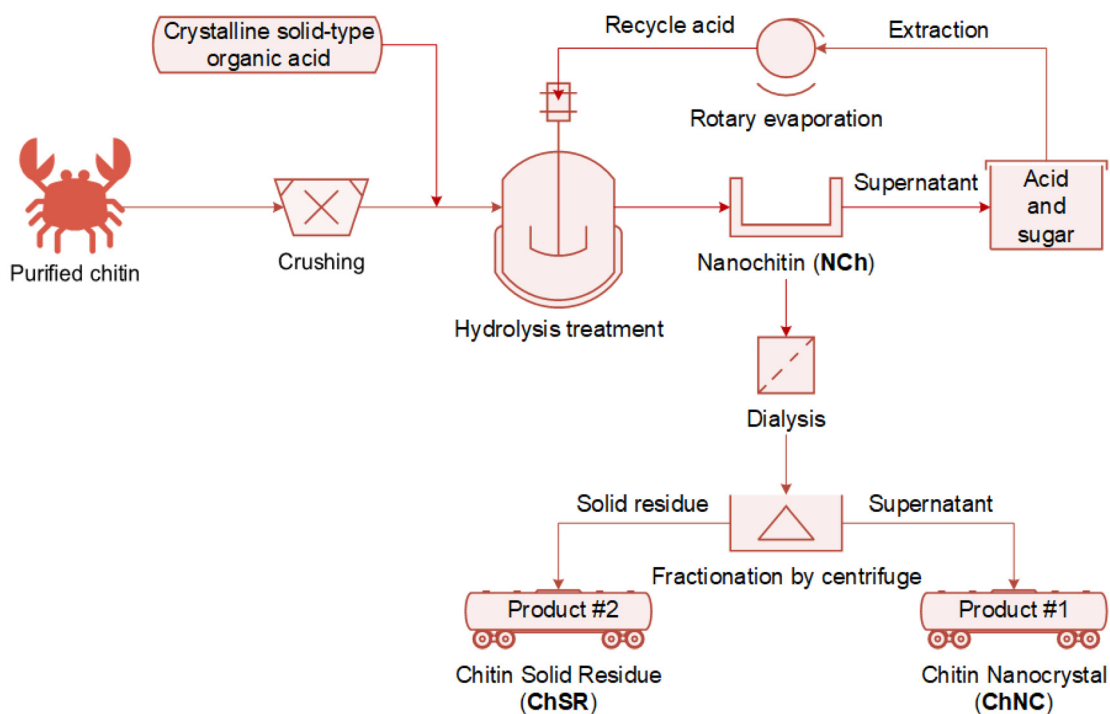 Crystalline solid-type
organic acid
Recycle acid
Extraction
Rotary evaporation
Purified chitin
Crushing
Hydrolysis treatment
Nanochitin (NCh)
Supernatant
Acid
and
sugar
Dialysis
Solid residue
Supernatant
Fractionation by centrifuge
Product #2
Chitin Solid Residue
(ChSR)
Product #1
Chitin Nanocrystal
(ChNC)